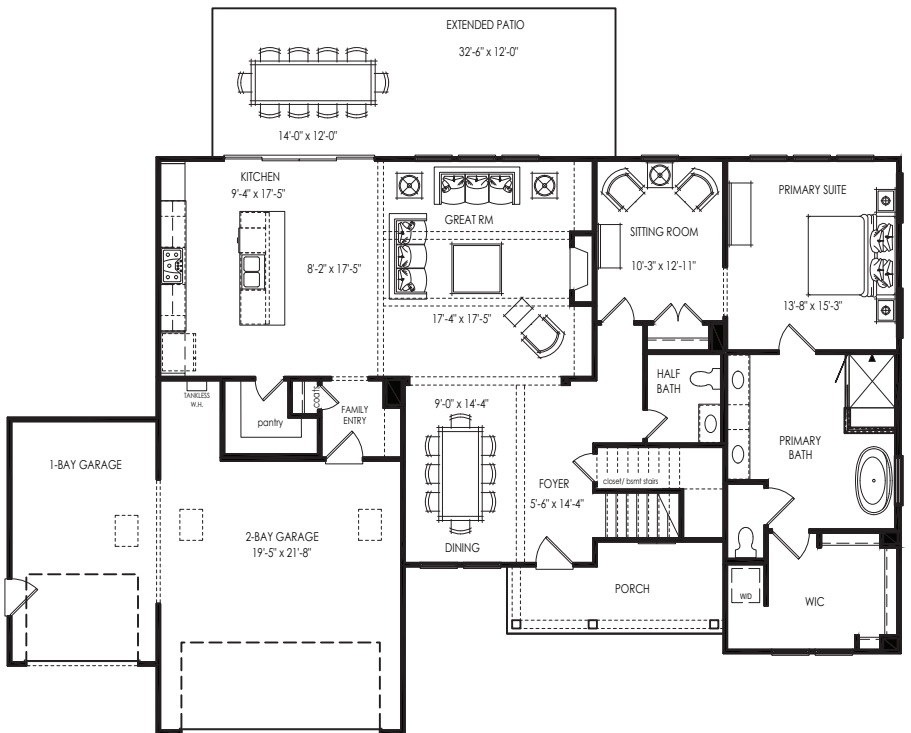 EXTENDED PATIO
32'-6" x 12'-0"
14'-0" x 12'-0"
KITCHEN
9'-4" x 17'-5"
8'-2" x 17'-5"
GREAT RM
17'-4" x 17'-5"
SITTING ROOM
10'-3" x 12'-11"
PRIMARY SUITE
13'-8" x 15'-3"
TANKLESS
W.H.
pantry
coats
FAMILY
ENTRY
9'-0" x 14'-4"
HALF
BATH
PRIMARY
BATH
1-BAY GARAGE
2-BAY GARAGE
19'-5" x 21'-8"
FOYER
5'-6" x 14'-4"
closet/ bsmt stairs
DINING
PORCH
W/D
WIC